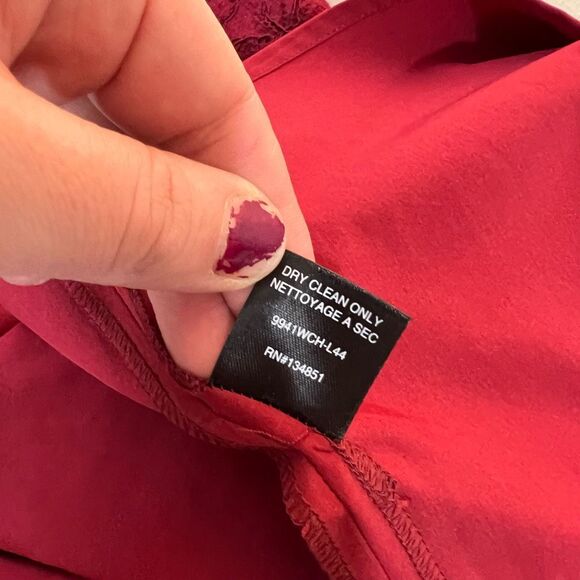 DRY CLEAN ONLY
NETTOYAGE A SEC
9941WCH-L44
RN#134851